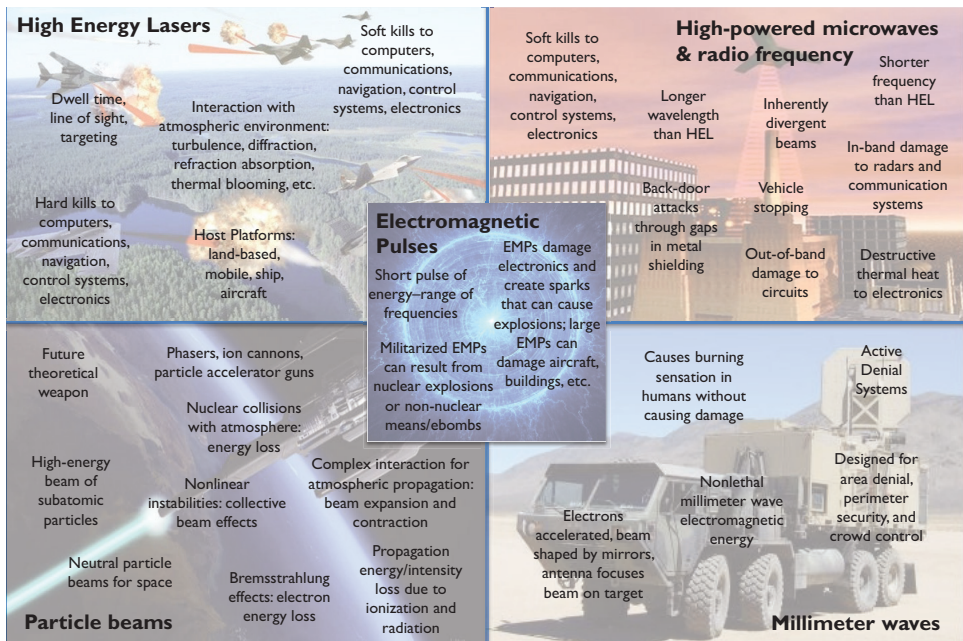 High Energy Lasers
Soft kills to
computers,
communications,
navigation, control
systems, electronics
Dwell time,
line of sight,
targeting
Interaction with
atmospheric environment:
turbulence, diffraction,
refraction absorption,
thermal blooming, etc.
Hard kills to
computers,
communications,
navigation,
control systems,
electronics
Host Platforms:
land-based,
mobile, ship,
aircraft
High-powered microwaves
& radio frequency
Soft kills to
computers,
communications,
navigation,
control systems,
electronics
Longer
wavelength
than HEL
Inherently
divergent
beams
Shorter
frequency
than HEL
In-band damage
to radars and
communication
systems
Back-door
attacks
through gaps
in metal
shielding
Vehicle
stopping
Out-of-band
damage to
circuits
Destructive
thermal heat
to electronics
Electromagnetic
Pulses
Short pulse of
energy–range of
frequencies
EMPs damage
electronics and
create sparks
that can cause
explosions; large
EMPs can
damage aircraft,
buildings, etc.
Militarized EMPs
can result from
nuclear explosions
or non-nuclear
means/ebombs
Future
theoretical
weapon
Phasers, ion cannons,
particle accelerator guns
Nuclear collisions
with atmosphere:
energy loss
High-energy
beam of
subatomic
particles
Nonlinear
instabilities: collective
beam effects
Complex interaction for
atmospheric propagation:
beam expansion and
contraction
Neutral particle
beams for space
Bremsstrahlung
effects: electron
energy loss
Propagation
energy/intensity
loss due to
ionization and
radiation
Particle beams
Causes burning
sensation in
humans without
causing damage
Active
Denial
Systems
Nonlethal
millimeter wave
electromagnetic
energy
Designed for
area denial,
perimeter
security, and
crowd control
Electrons
accelerated, beam
shaped by mirrors,
antenna focuses
beam on target
Millimeter waves